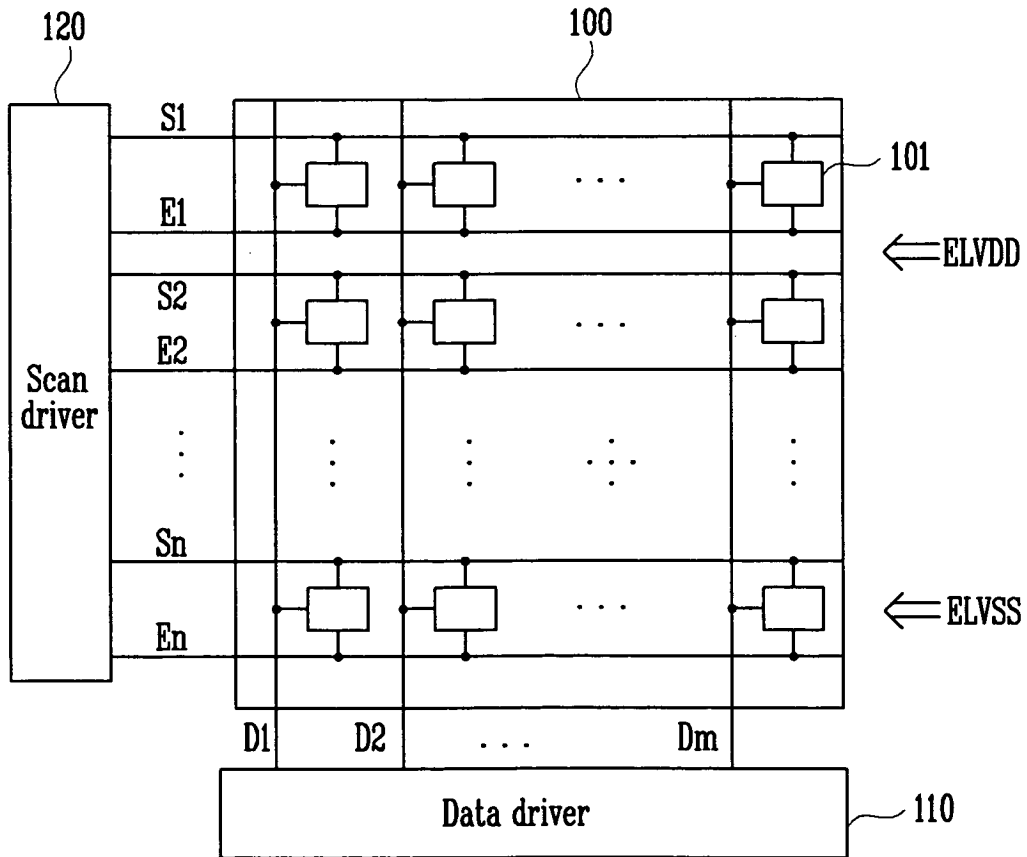 120
100
S1
101
E1
ELVDD
S2
E2
Scan
driver
Sn
ELVSS
En
D1 D2 ... Dm
Data driver
110